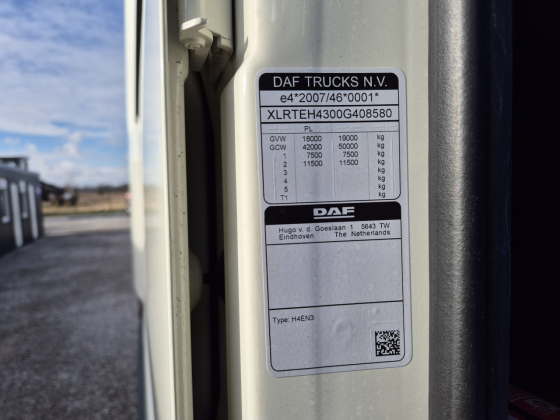 DAF TRUCKS N.V.
e4*2007/46*0001*
XLRTEH4300G408580
PL
GVW 18000 19000 kg
GCW 42000 50000 kg
1 7500 7500 kg
2 11500 11500 kg
3 kg
4 kg
5 kg
T1 kg
DAF
Hugo v. d. Goeslaan 1 5643 TW
Eindhoven The Netherlands
Type: H4EN3